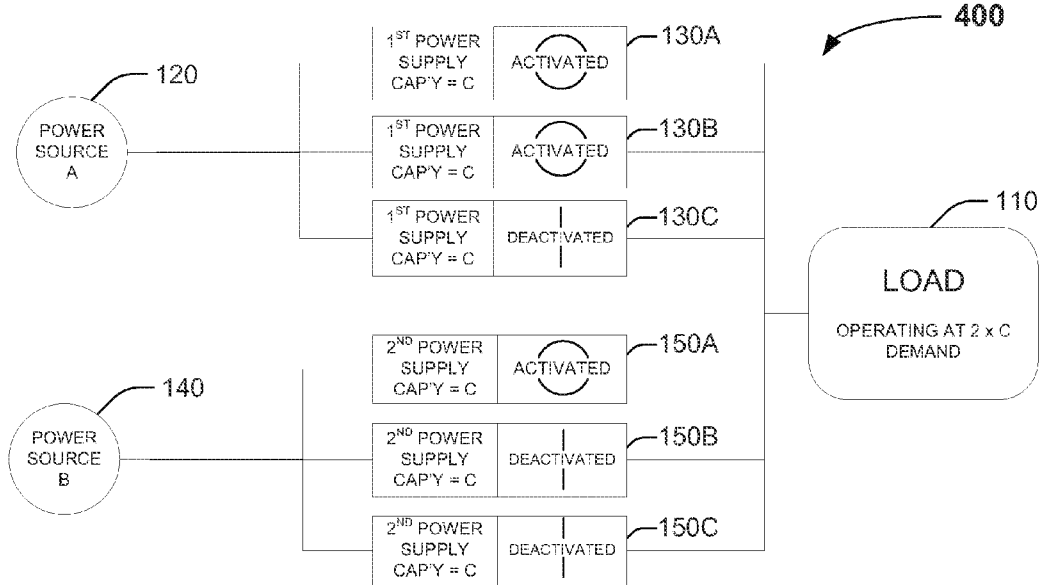 400
1ST POWER
SUPPLY
CAP'Y = C
ACTIVATED
130A
120
POWER
SOURCE
A
1ST POWER
SUPPLY
CAP'Y = C
ACTIVATED
130B
1ST POWER
SUPPLY
CAP'Y = C
DEACTIVATED
130C
110
LOAD
OPERATING AT 2 x C
DEMAND
2ND POWER
SUPPLY
CAP'Y = C
ACTIVATED
150A
140
POWER
SOURCE
B
2ND POWER
SUPPLY
CAP'Y = C
DEACTIVATED
150B
2ND POWER
SUPPLY
CAP'Y = C
DEACTIVATED
150C